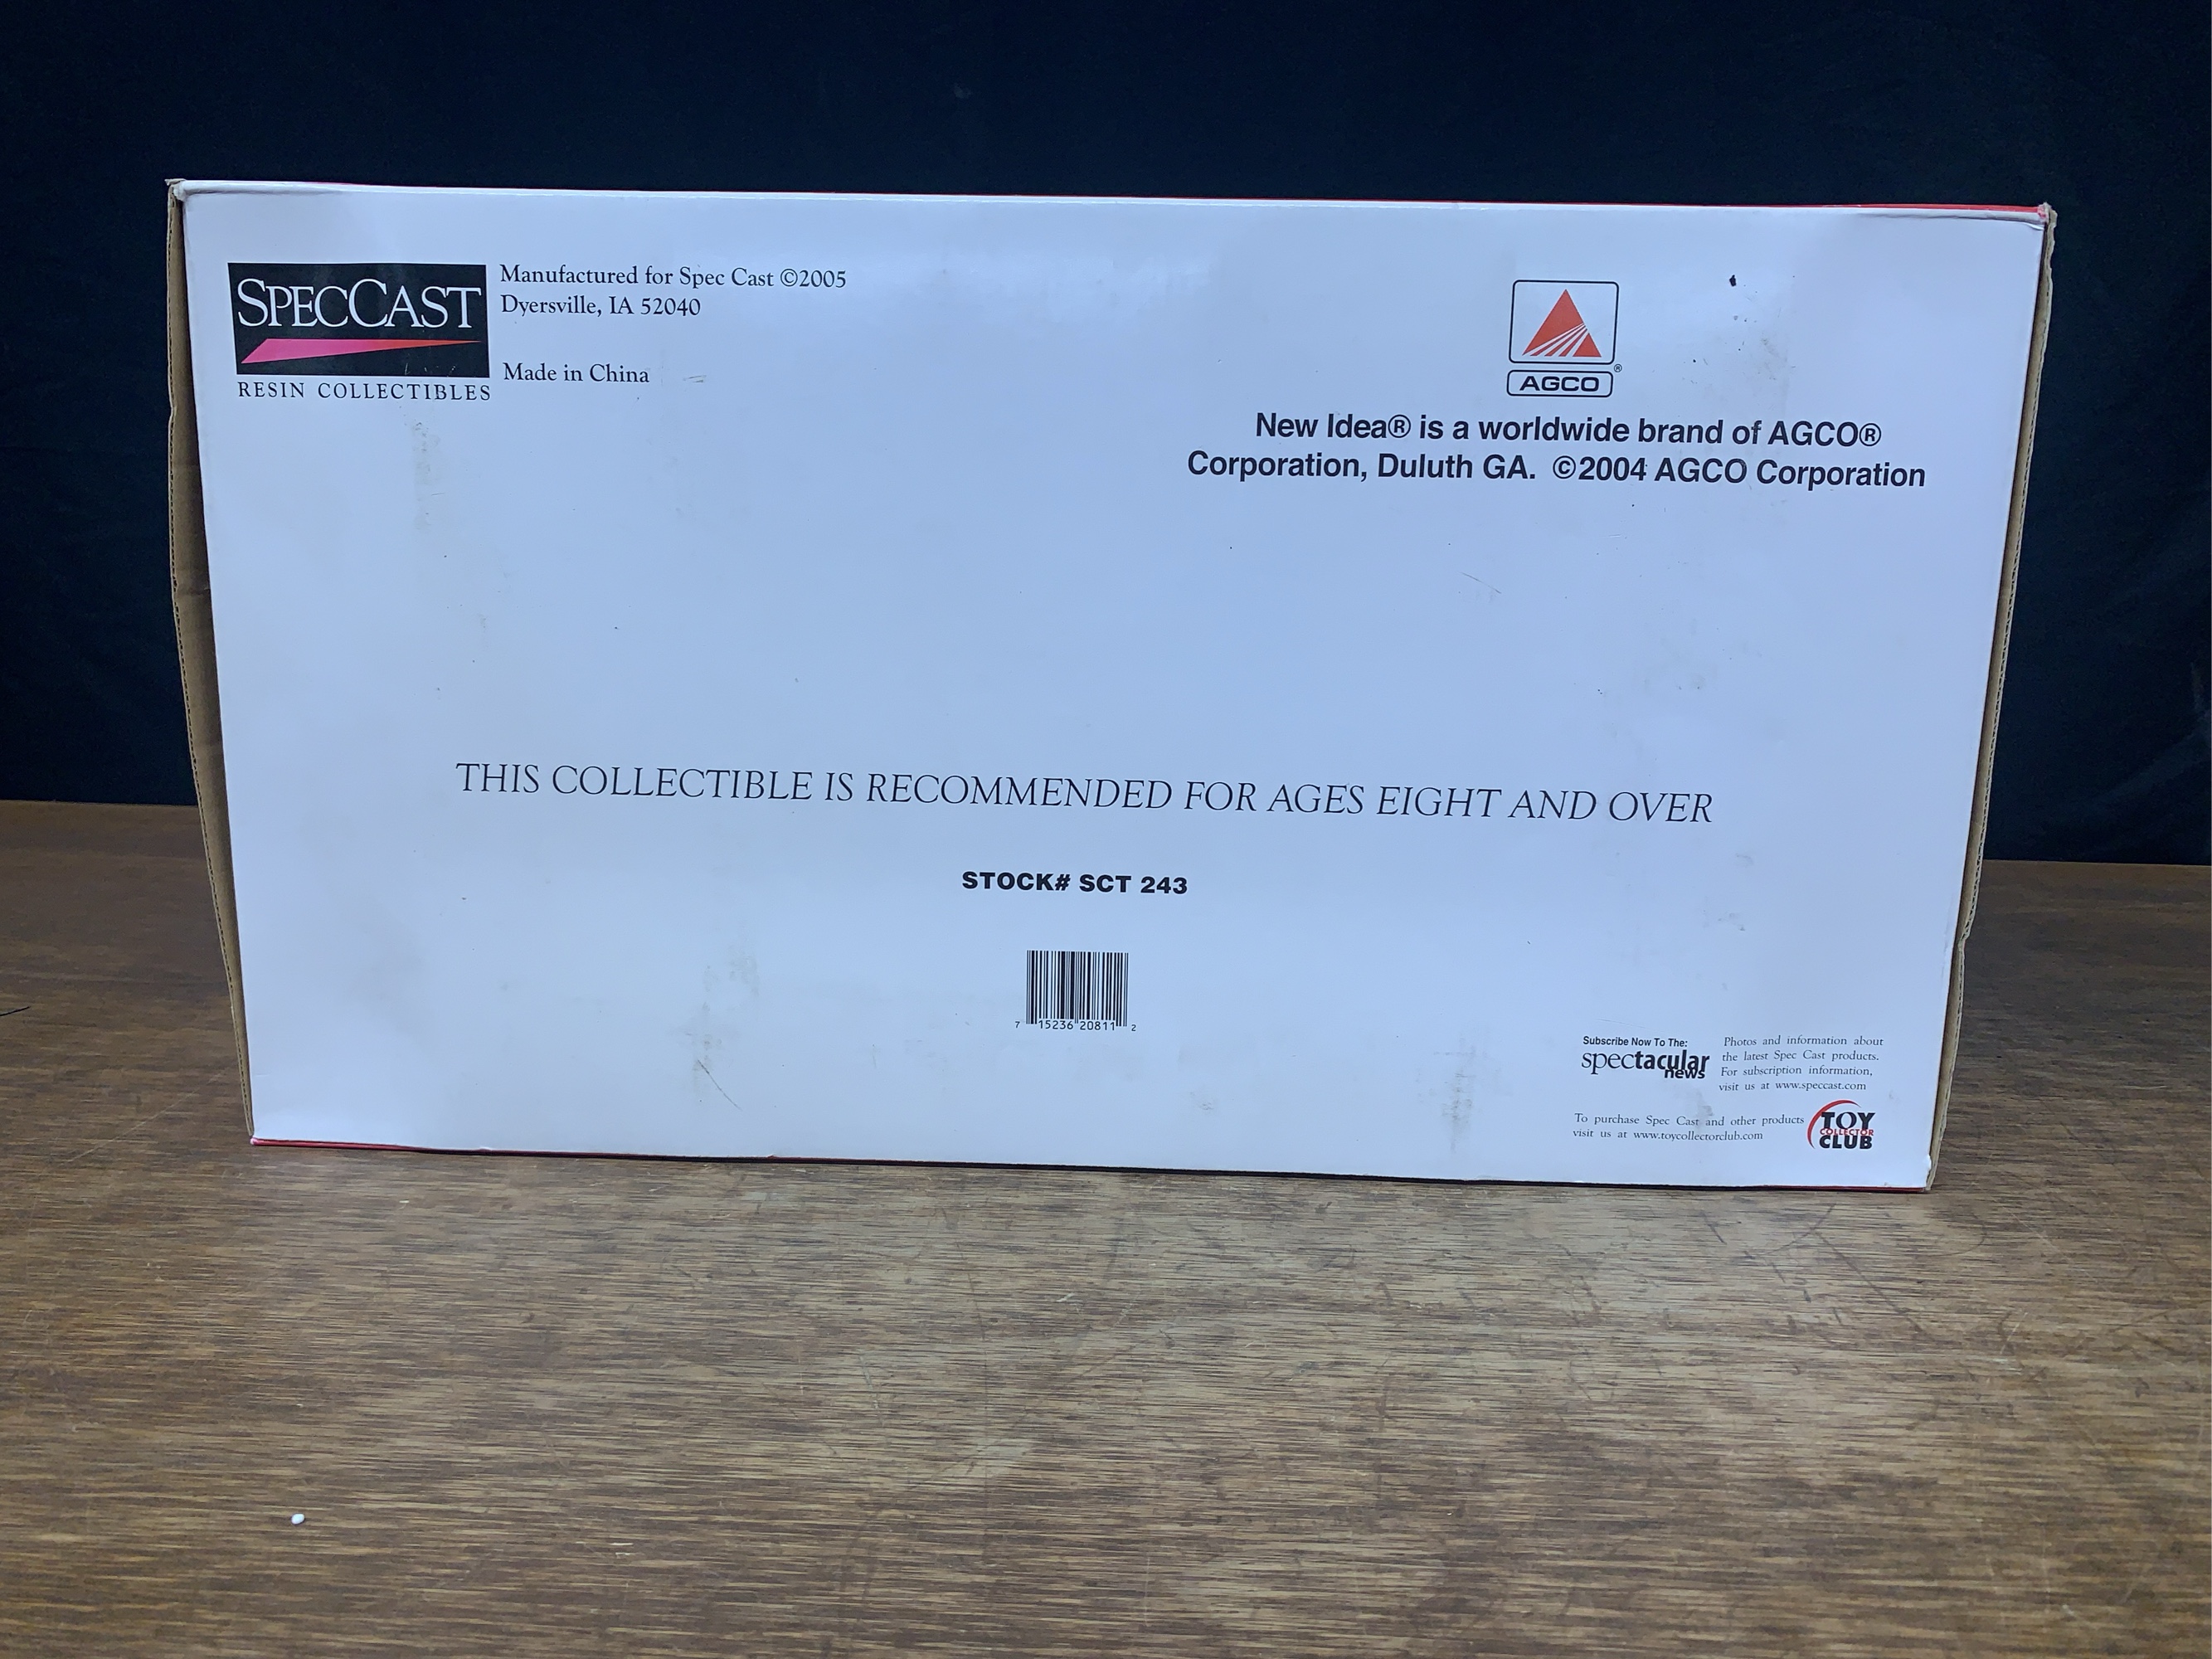 SPECCAST
RESIN COLLECTIBLES
Manufactured for Spec Cast ©2005
Dyersville, IA 52040
Made in China
AGCO®
New Idea® is a worldwide brand of AGCO®
Corporation, Duluth GA. ©2004 AGCO Corporation
THIS COLLECTIBLE IS RECOMMENDED FOR AGES EIGHT AND OVER
STOCK# SCT 243
7 15236 20811 2
Subscribe Now To The:
spectacular
news
Photos and information about
the latest Spec Cast products.
For subscription information,
visit us at www.speccast.com
To purchase Spec Cast and other products
visit us at www.toycollectorclub.com
TOY
COLLECTOR
CLUB